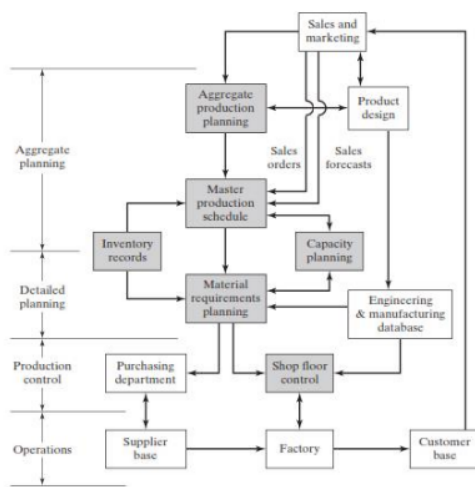 Sales and
marketing
Aggregate
production
planning
Product
design
Aggregate
planning
Sales
orders
Sales
forecasts
Master
production
schedule
Inventory
records
Capacity
planning
Detailed
planning
Material
requirements
planning
Engineering
& manufacturing
database
Production
control
Purchasing
department
Shop floor
control
Operations
Supplier
base
Factory
Customer
base